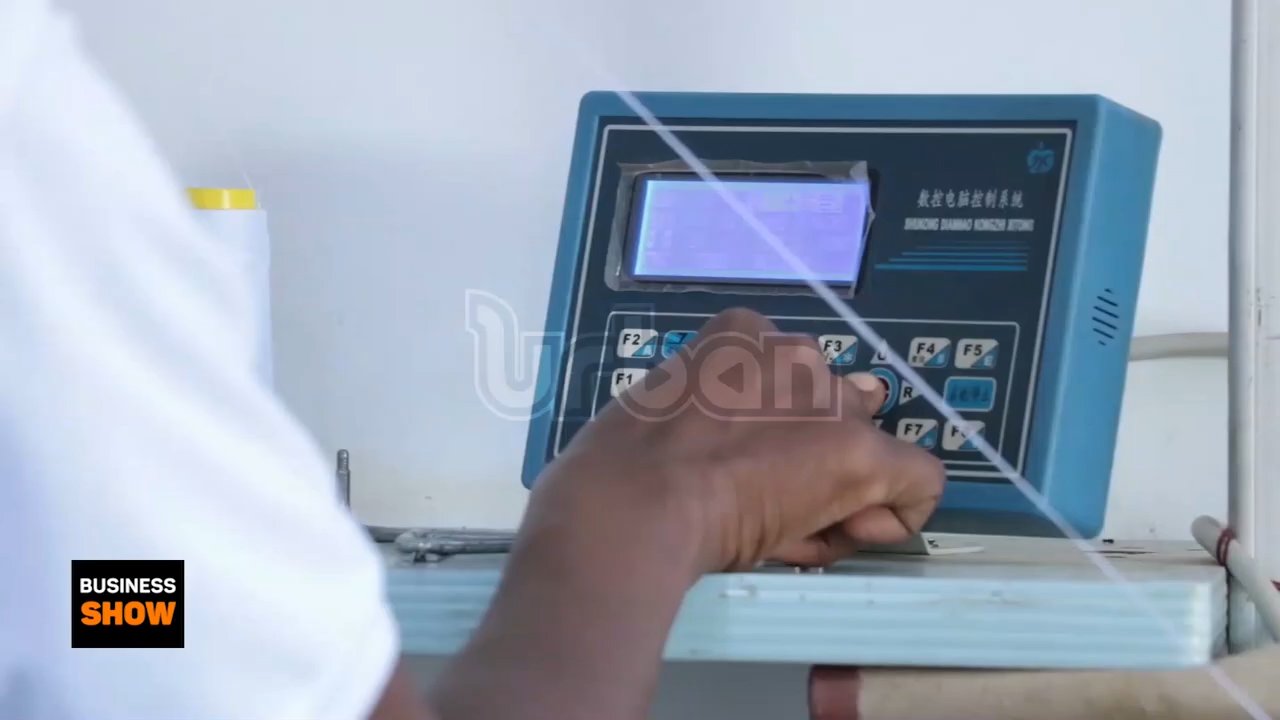 数控电脑控制系统
SHUKONG DIANNAO KONGZHI XITONG
F2
7
F3
U
F4
F5
F1
R
F7
urban
BUSINESS
SHOW